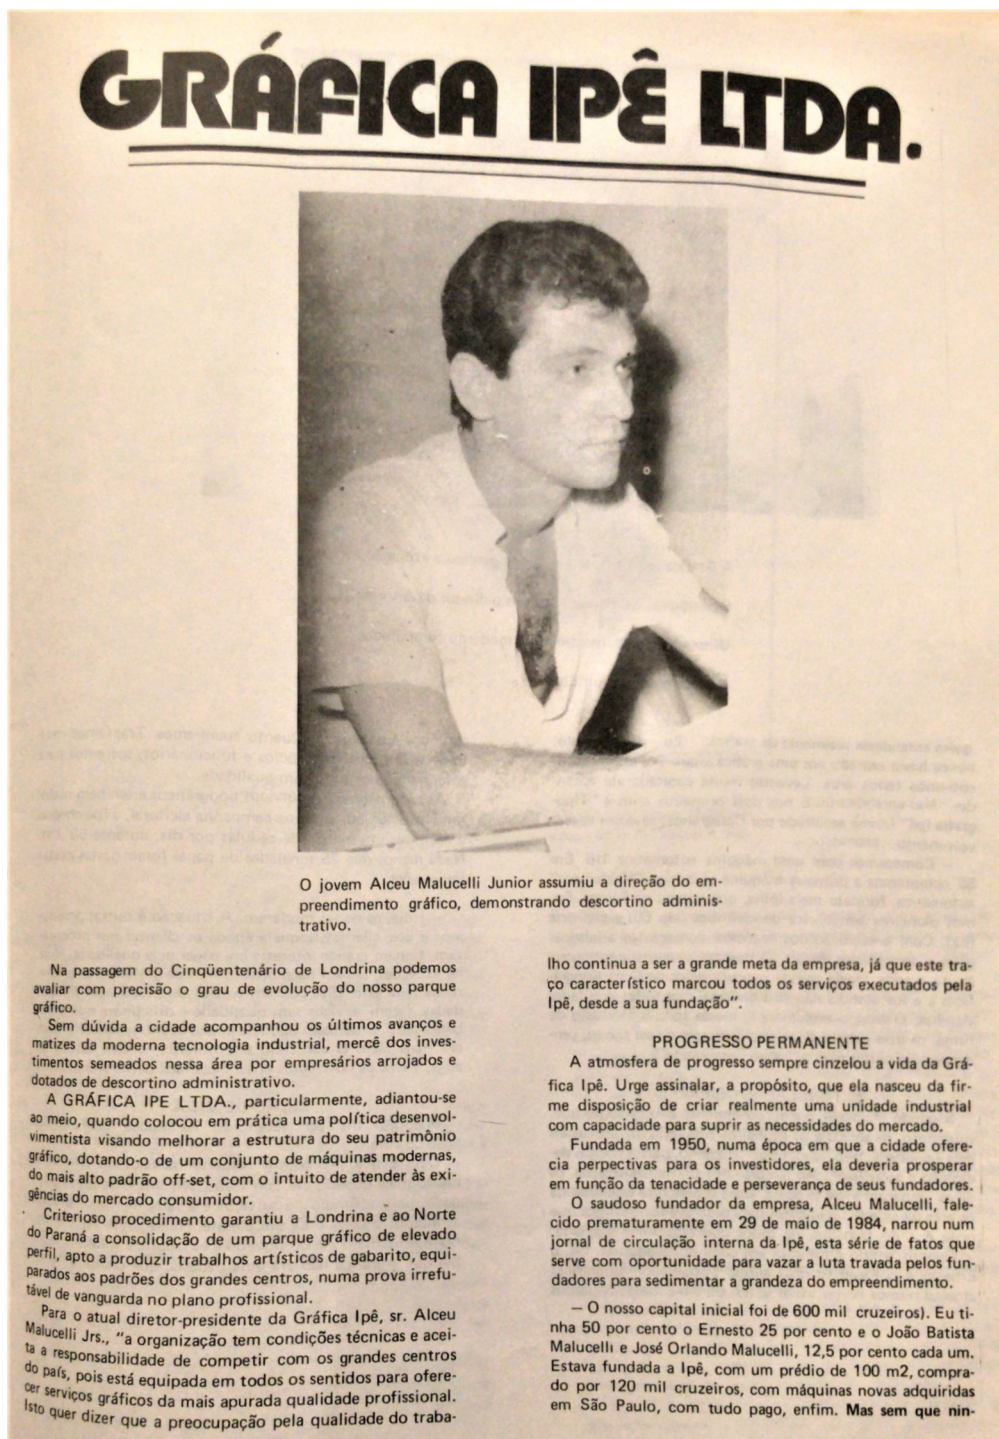 GRÁFICA IPÊ LTDA.
O jovem Alceu Malucelli Junior assumiu a direção do em-
preendimento gráfico, demonstrando descortino adminis-
trativo.
Na passagem do Cinqüentenário de Londrina podemos
avaliar com precisão o grau de evolução do nosso parque
gráfico.
Sem dúvida a cidade acompanhou os últimos avanços e
matizes da moderna tecnologia industrial, mercê dos inves-
timentos semeados nessa área por empresários arrojados e
dotados de descortino administrativo.
A GRÁFICA IPE LTDA., particularmente, adiantou-se
ao meio, quando colocou em prática uma política desenvol-
vimentista visando melhorar a estrutura do seu patrimônio
gráfico, dotando-o de um conjunto de máquinas modernas,
do mais alto padrão off-set, com o intuito de atender às exi-
gências do mercado consumidor.
Criterioso procedimento garantiu a Londrina e ao Norte
do Paraná a consolidação de um parque gráfico de elevado
perfil, apto a produzir trabalhos artísticos de gabarito, equi-
parados aos padrões dos grandes centros, numa prova irrefu-
tável de vanguarda no plano profissional.
Para o atual diretor-presidente da Gráfica Ipê, sr. Alceu
Malucelli Jrs., "a organização tem condições técnicas e acei-
ta a responsabilidade de competir com os grandes centros
do país, pois está equipada em todos os sentidos para ofere-
cer serviços gráficos da mais apurada qualidade profissional.
Isto quer dizer que a preocupação pela qualidade do traba-
lho continua a ser a grande meta da empresa, já que este tra-
ço característico marcou todos os serviços executados pela
Ipê, desde a sua fundação".
PROGRESSO PERMANENTE
A atmosfera de progresso sempre cinzelou a vida da Grá-
fica Ipê. Urge assinalar, a propósito, que ela nasceu da fir-
me disposição de criar realmente uma unidade industrial
com capacidade para suprir as necessidades do mercado.
Fundada em 1950, numa época em que a cidade ofere-
cia perpectivas para os investidores, ela deveria prosperar
em função da tenacidade e perseverança de seus fundadores.
O saudoso fundador da empresa, Alceu Malucelli, fale-
cido prematuramente em 29 de maio de 1984, narrou num
jornal de circulação interna da Ipê, esta série de fatos que
serve com oportunidade para vazar a luta travada pelos fun-
dadores para sedimentar a grandeza do empreendimento.
— O nosso capital inicial foi de 600 mil cruzeiros). Eu ti-
nha 50 por cento o Ernesto 25 por cento e o João Batista
Malucelli e José Orlando Malucelli, 12,5 por cento cada um.
Estava fundada a Ipê, com um prédio de 100 m2, compra-
do por 120 mil cruzeiros, com máquinas novas adquiridas
em São Paulo, com tudo pago, enfim. Mas sem que nin-